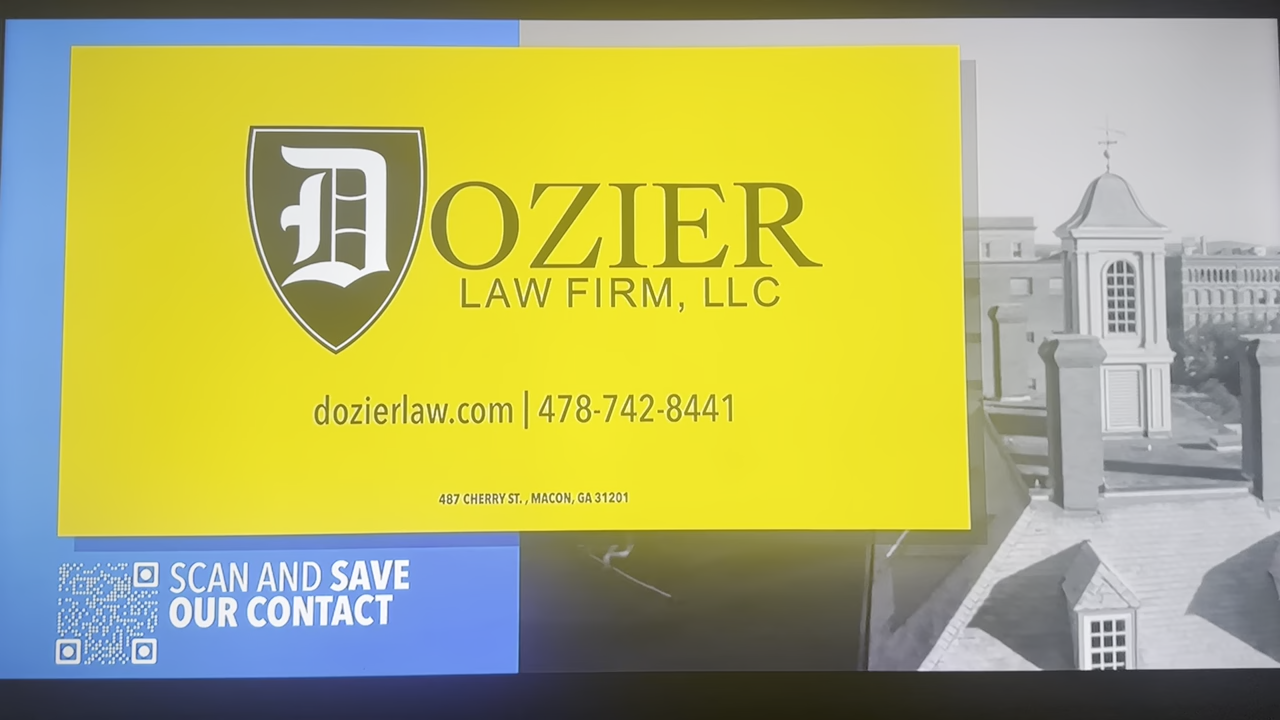 DOZIER
LAW FIRM, LLC
dozierlaw.com | 478-742-8441
487 CHERRY ST. , MACON, GA 31201
SCAN AND SAVE
OUR CONTACT